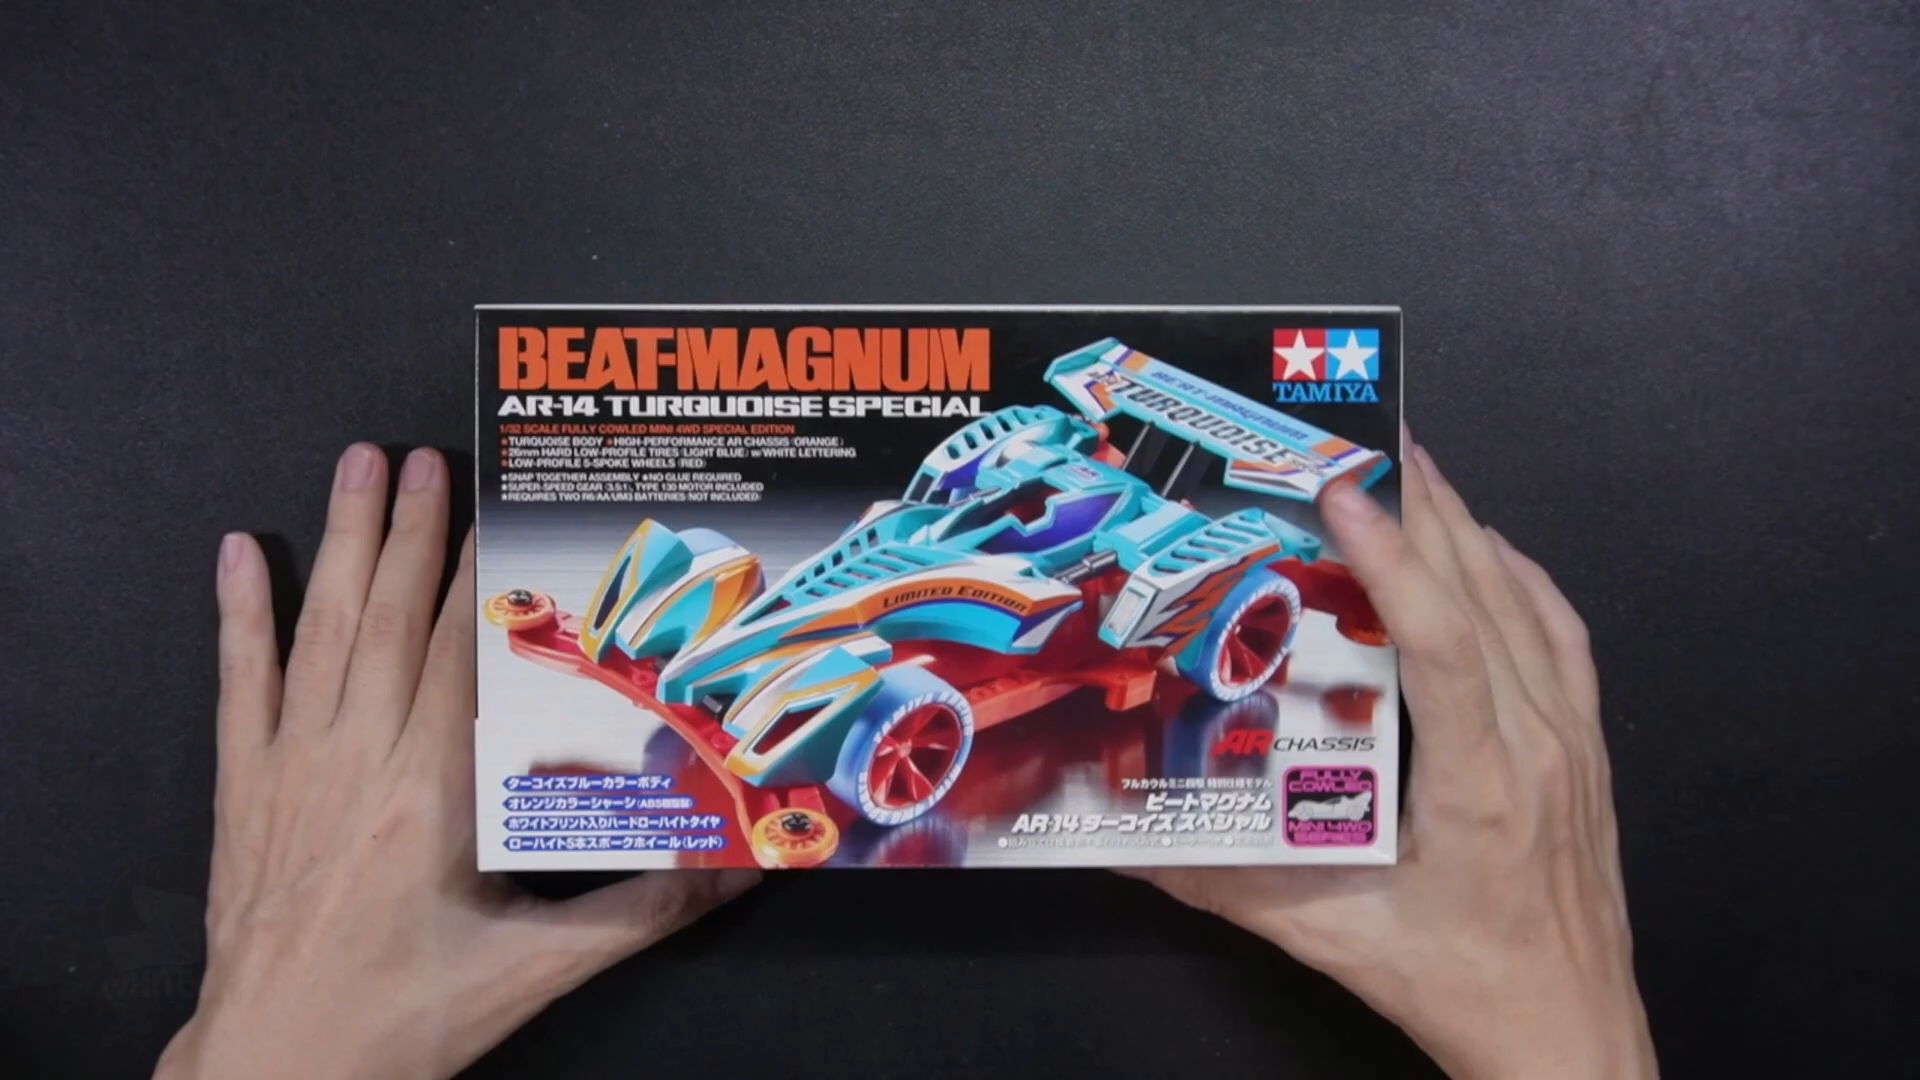 BEAT-MAGNUM
AR-14 TURQUOISE SPECIAL
1/32 SCALE FULLY COWLED MINI 4WD SPECIAL EDITION
★TURQUOISE BODY ★HIGH-PERFORMANCE AR CHASSIS (ORANGE)
★26mm HARD LOW-PROFILE TIRES (LIGHT BLUE) w/WHITE LETTERING
★LOW-PROFILE 5-SPOKE WHEELS (RED)
★SNAP TOGETHER ASSEMBLY ★NO GLUE REQUIRED
★SUPER-SPEED GEAR (3.5:1), TYPE 130 MOTOR INCLUDED
★REQUIRES TWO R6/AA/UM3 BATTERIES (NOT INCLUDED)
TAMIYA
BEAT-MAGNUM
TURQUOISE
LIMITED EDITION
TAMIYA RACING
AR CHASSIS
ターコイズブルーカラーボディ
オレンジカラーシャーシ(ABS樹脂製)
ホワイトプリント入りハードローハイトタイヤ
ローハイト5本スポークホイール(レッド)
フルカウルミニ四駆 特別仕様モデル
ビートマグナム
AR-14 ターコイズ スペシャル
FULLY
COWLED
MINI 4WD
SERIES
WHITE